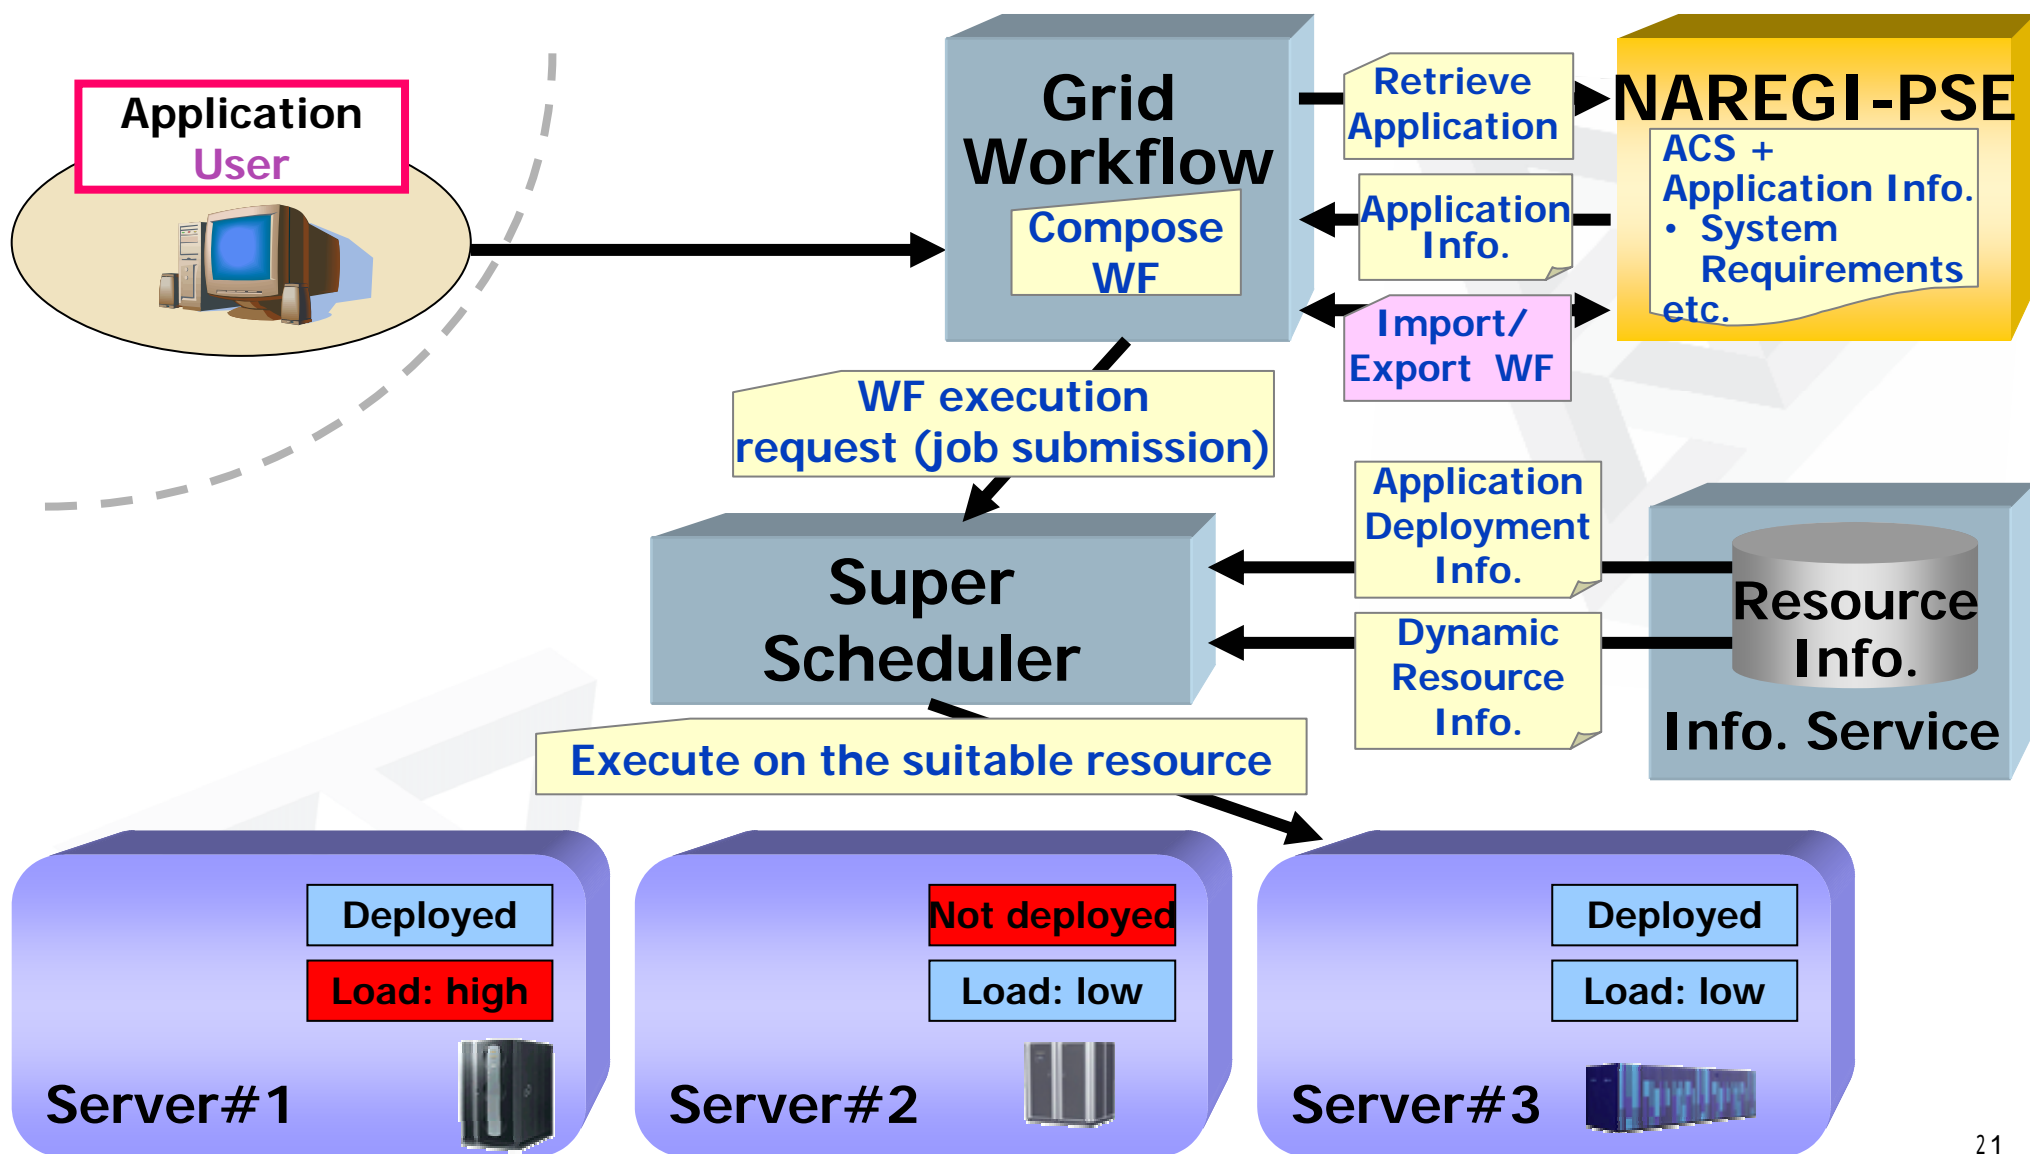 Application
User
Grid
Workflow
Compose
WF
Retrieve
Application
Application
Info.
Import/
Export WF
NAREGI-PSE
ACS +
Application Info.
• System
Requirements
etc.
WF execution
request (job submission)
Super
Scheduler
Application
Deployment
Info.
Dynamic
Resource
Info.
Resource
Info.
Info. Service
Execute on the suitable resource
Deployed
Load: high
Server#1
Not deployed
Load: low
Server#2
Deployed
Load: low
Server#3
21